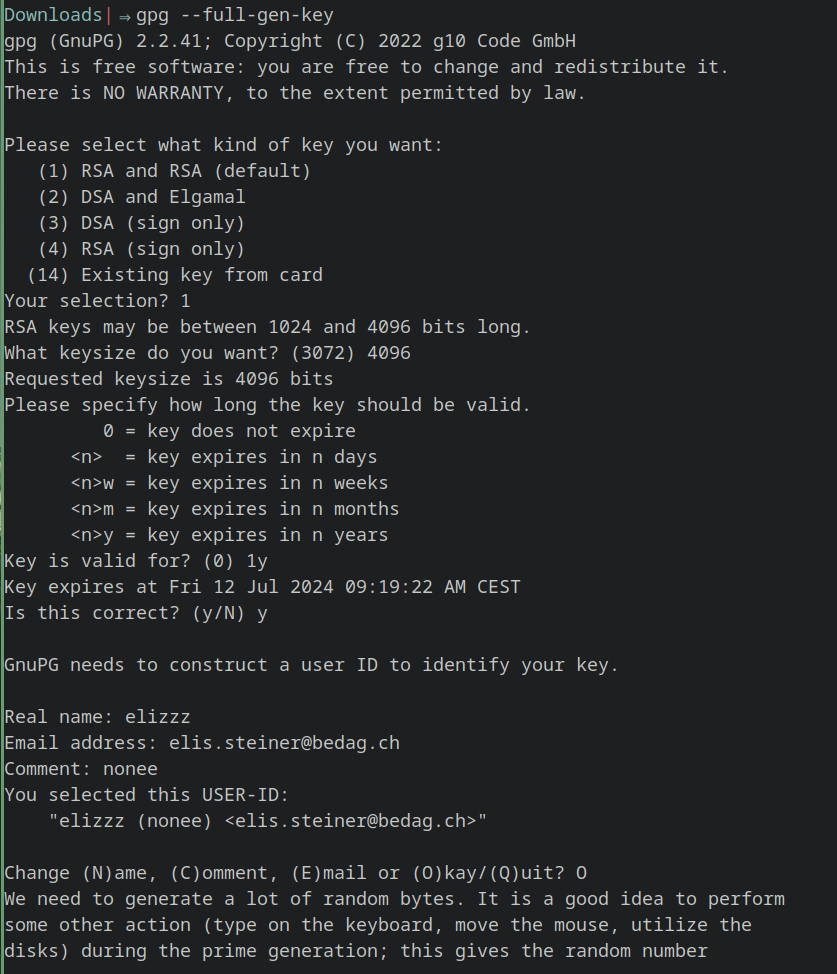 Downloads| ⇒gpg --full-gen-key
gpg (GnuPG) 2.2.41; Copyright (C) 2022 g10 Code GmbH
This is free software: you are free to change and redistribute it.
There is NO WARRANTY, to the extent permitted by law.

Please select what kind of key you want:
   (1) RSA and RSA (default)
   (2) DSA and Elgamal
   (3) DSA (sign only)
   (4) RSA (sign only)
  (14) Existing key from card
Your selection? 1
RSA keys may be between 1024 and 4096 bits long.
What keysize do you want? (3072) 4096
Requested keysize is 4096 bits
Please specify how long the key should be valid.
         0 = key does not expire
      <n>  = key expires in n days
      <n>w = key expires in n weeks
      <n>m = key expires in n months
      <n>y = key expires in n years
Key is valid for? (0) 1y
Key expires at Fri 12 Jul 2024 09:19:22 AM CEST
Is this correct? (y/N) y

GnuPG needs to construct a user ID to identify your key.

Real name: elizzz
Email address: elis.steiner@bedag.ch
Comment: nonee
You selected this USER-ID:
    "elizzz (nonee) <elis.steiner@bedag.ch>"

Change (N)ame, (C)omment, (E)mail or (O)kay/(Q)uit? O
We need to generate a lot of random bytes. It is a good idea to perform
some other action (type on the keyboard, move the mouse, utilize the
disks) during the prime generation; this gives the random number